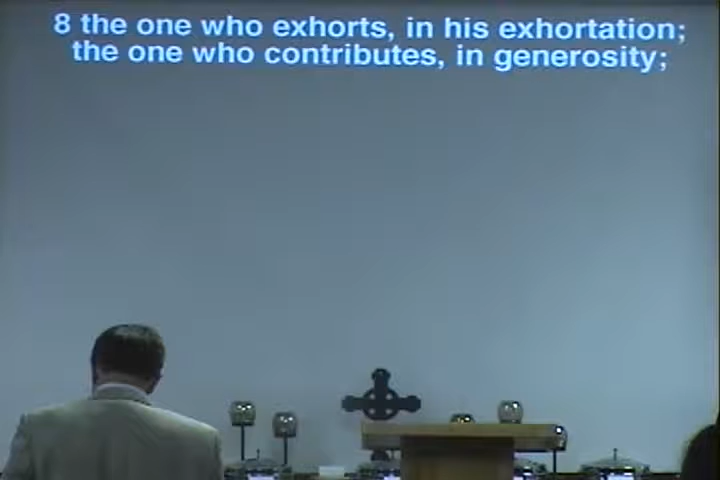 8 the one who exhorts, in his exhortation;
the one who contributes, in generosity;